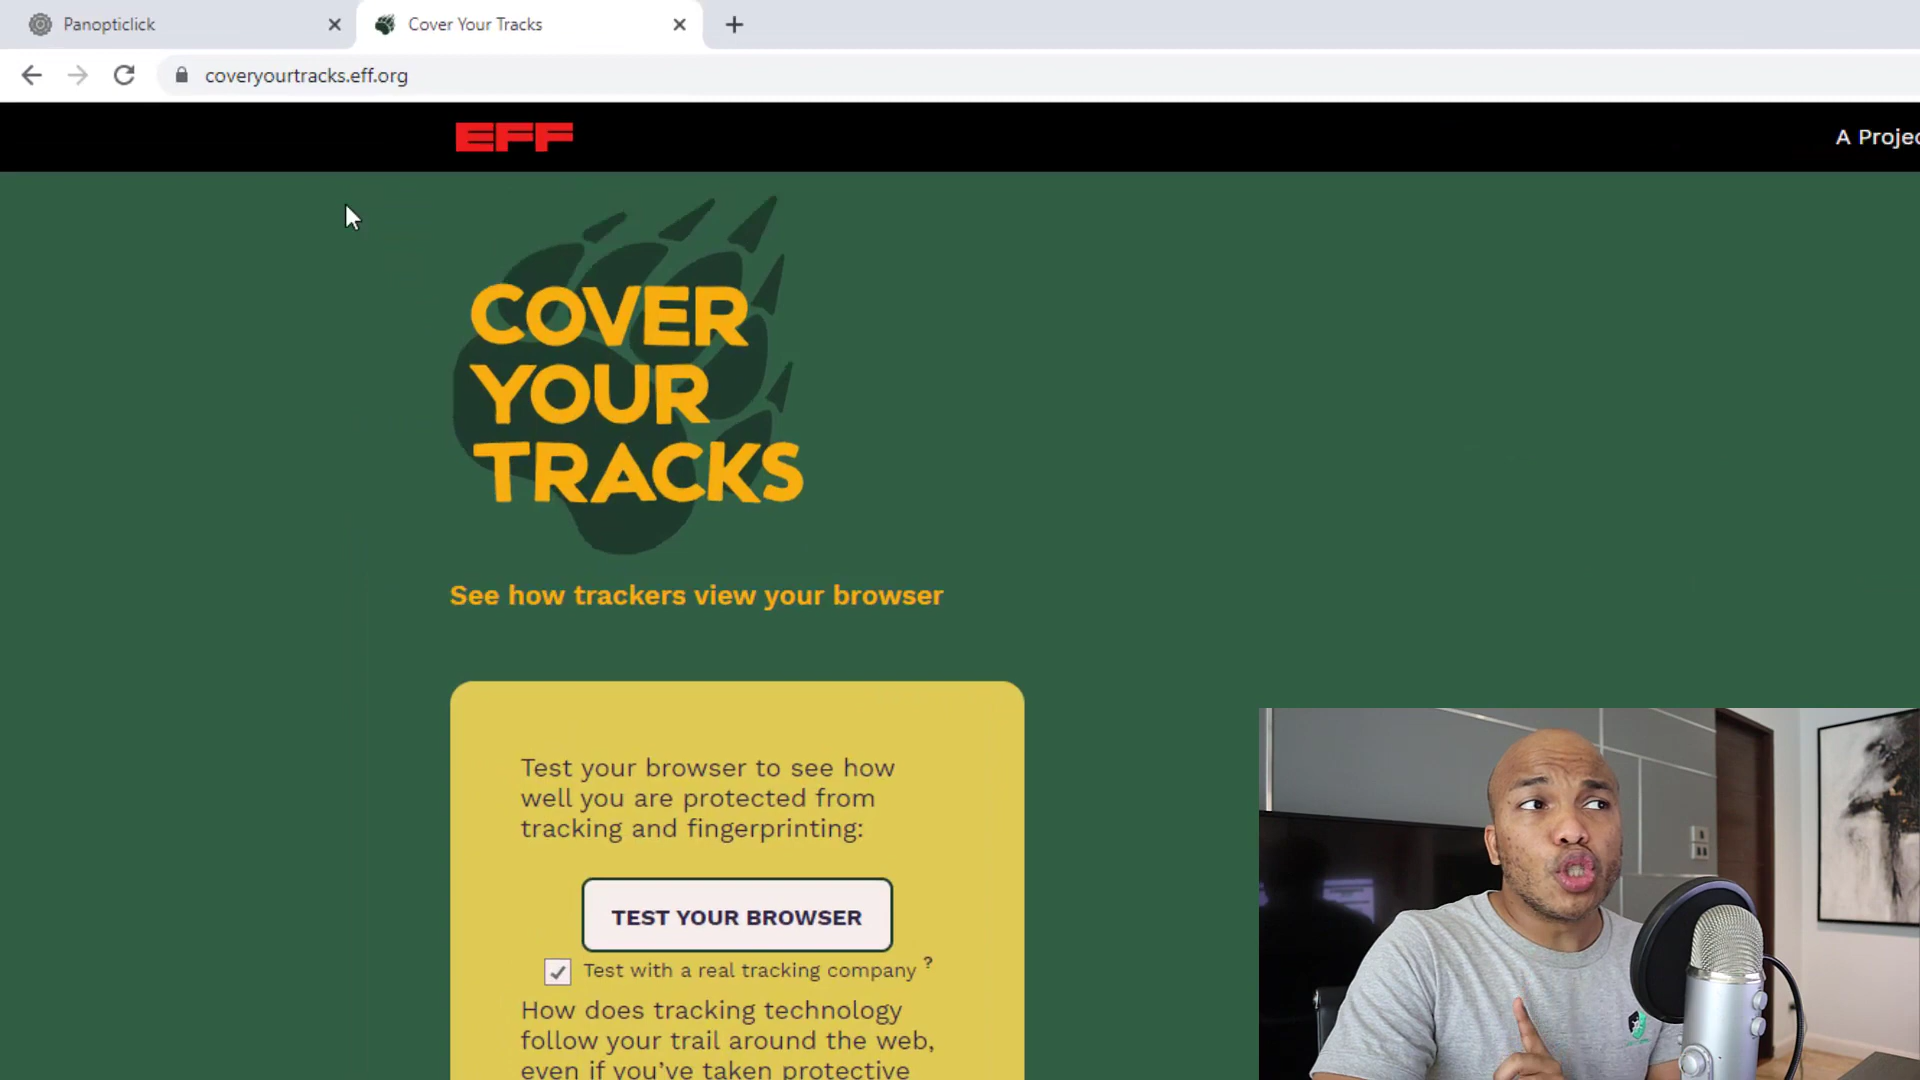 Panopticlick
Cover Your Tracks
coveryourtracks.eff.org
EFF
A Projec
COVER
YOUR
TRACKS
See how trackers view your browser
Test your browser to see how
well you are protected from
tracking and fingerprinting:
TEST YOUR BROWSER
Test with a real tracking company ?
How does tracking technology
follow your trail around the web,
even if you've taken protective